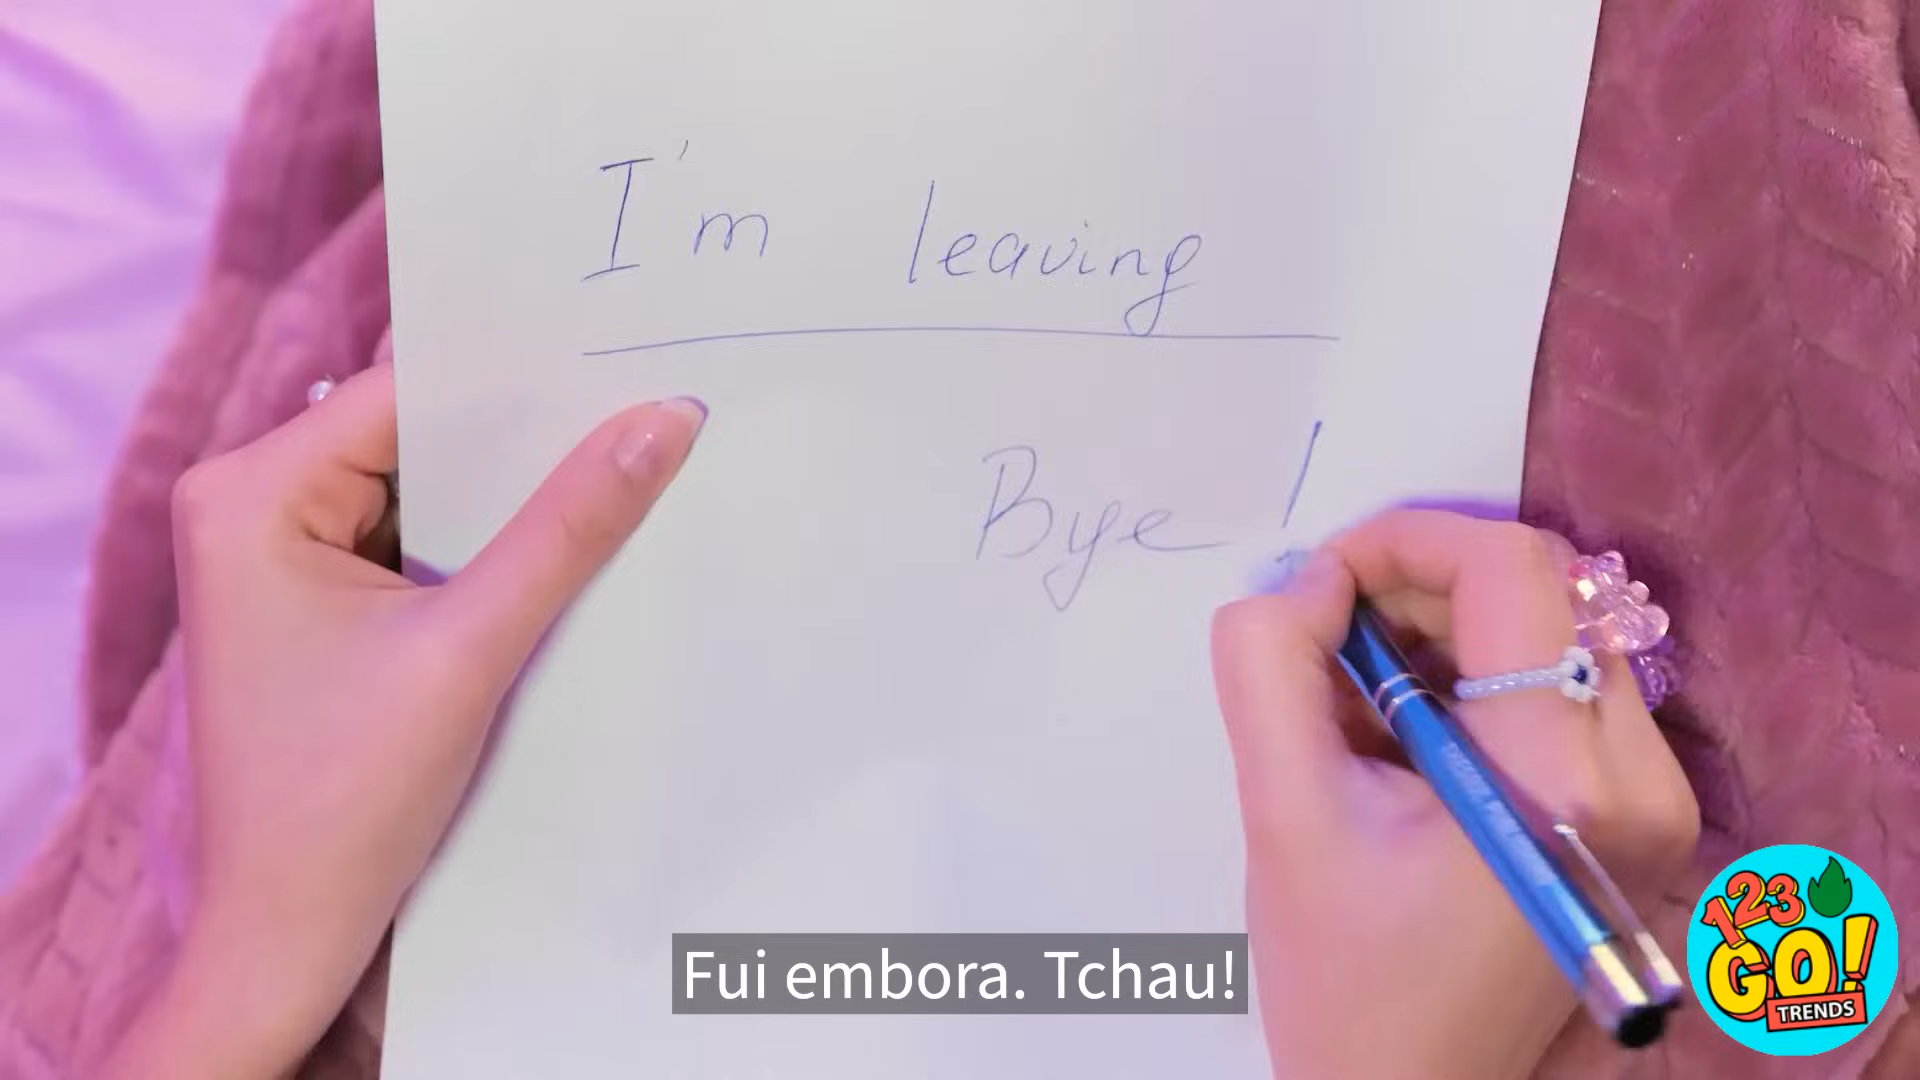 I'm leaving
Bye!
Fui embora. Tchau!
123
GO!
TRENDS